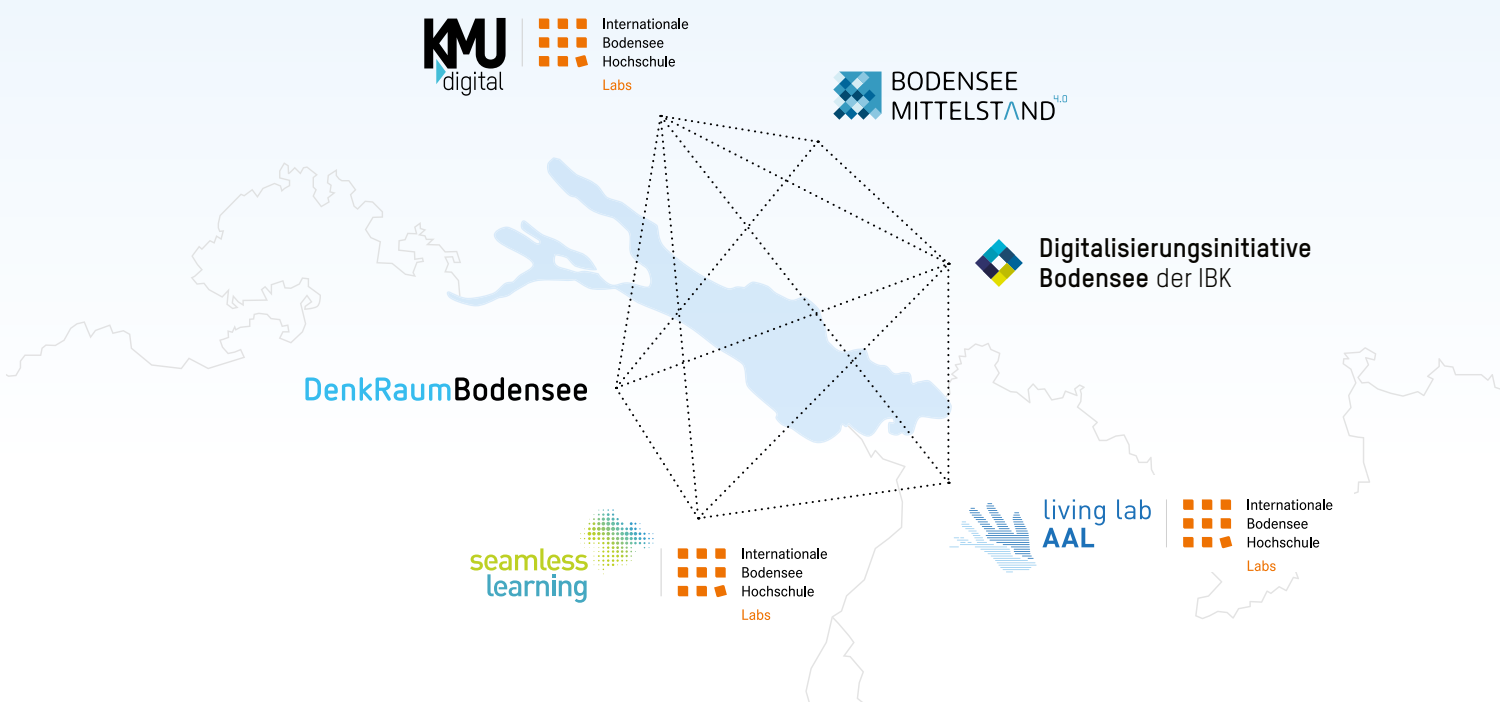 KMU
digital
Internationale
Bodensee
Hochschule
Labs
BODENSEE
MITTELSTΛND 4.0
Digitalisierungsinitiative
Bodensee der IBK
DenkRaumBodensee
living lab
AAL
Internationale
Bodensee
Hochschule
Labs
seamless
learning
Internationale
Bodensee
Hochschule
Labs